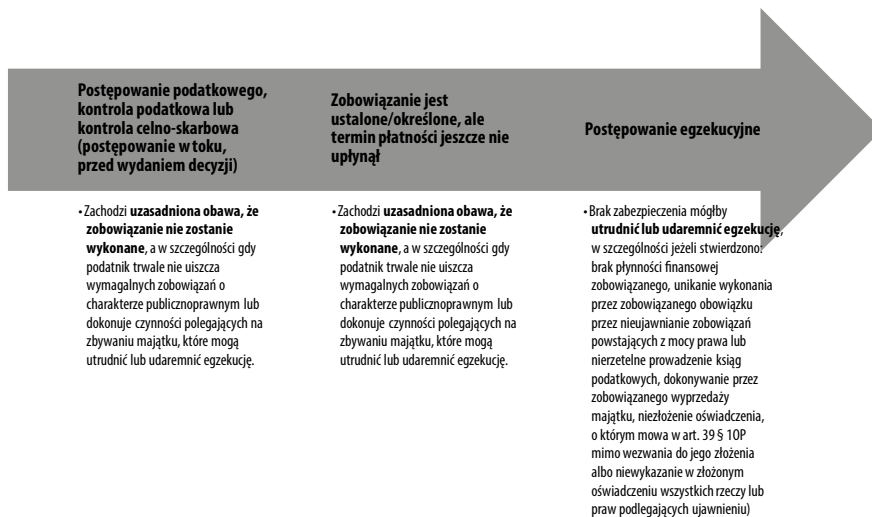 Postępowanie podatkowego,
kontrola podatkowa lub
kontrola celno-skarbowa
(postępowanie w toku,
przed wydaniem decyzji)
Zobowiązanie jest
ustalone/określone, ale
termin płatności jeszcze nie
upłynął
Postępowanie egzekucyjne
• Zachodzi uzasadniona obawa, że
zobowiązanie nie zostanie
wykonane, a w szczególności gdy
podatnik trwale nie uiszcza
wymagalnych zobowiązań o
charakterze publicznoprawnym lub
dokonuje czynności polegających na
zbywaniu majątku, które mogą
utrudnić lub udaremnić egzekucję.
• Zachodzi uzasadniona obawa, że
zobowiązanie nie zostanie
wykonane, a w szczególności gdy
podatnik trwale nie uiszcza
wymagalnych zobowiązań o
charakterze publicznoprawnym lub
dokonuje czynności polegających na
zbywaniu majątku, które mogą
utrudnić lub udaremnić egzekucję.
• Brak zabezpieczenia mógłby
utrudnić lub udaremnić egzekucję,
w szczególności jeżeli stwierdzono:
brak płynności finansowej
zobowiązanego, unikanie wykonania
przez zobowiązanego obowiązku
przez nieujawnianie zobowiązań
powstających z mocy prawa lub
nierzetelne prowadzenie ksiąg
podatkowych, dokonywanie przez
zobowiązanego wyprzedaży
majątku, niezłożenie oświadczenia,
o którym mowa w art. 39 § 1OP
mimo wezwania do jego złożenia
albo niewykazanie w złożonym
oświadczeniu wszystkich rzeczy lub
praw podlegających ujawnieniu)